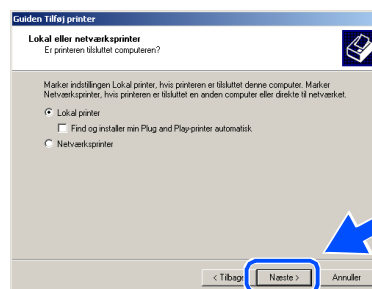 Guiden Tilføj printer
Lokal eller netværksprinter
Er printeren tilsluttet computeren?
Marker indstillingen Lokal printer, hvis printeren er tilsluttet denne computer. Marker
Netværksprinter, hvis printeren er tilsluttet en anden computer eller direkte til netværket.
Lokal printer
Find og installer min Plug and Play-printer automatisk
Netværksprinter
< Tilbage
Næste >
Annuller